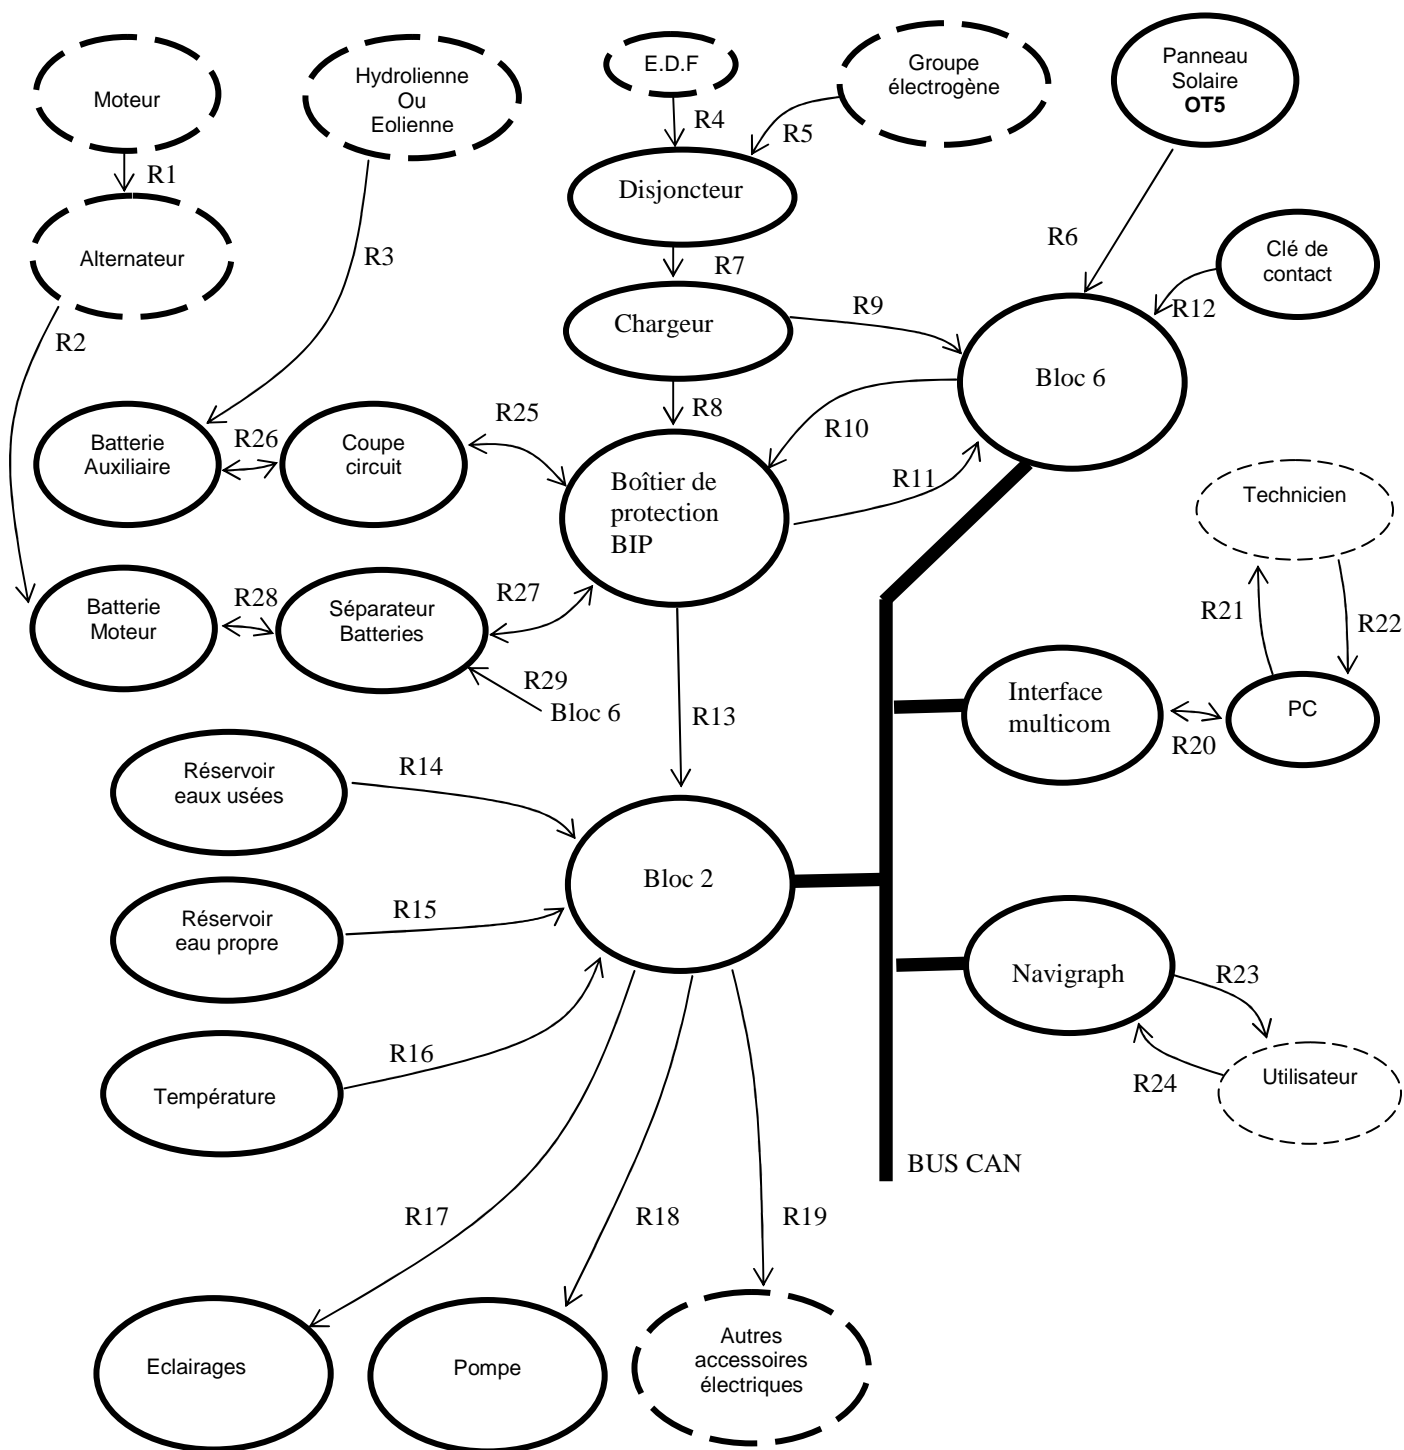 Moteur
Hydrolienne
Ou
Eolienne
E.D.F
Groupe
électrogène
Panneau
Solaire
OT5
R1
R4
R5
Alternateur
R3
Disjoncteur
R6
Clé de
contact
R7
R2
Chargeur
R9
R12
Bloc 6
R8
R10
R25
R26
Batterie
Auxiliaire
Coupe
circuit
R11
Boîtier de
protection
BIP
Technicien
R28
R27
R21
R22
Batterie
Moteur
Séparateur
Batteries
R29
Bloc 6
R13
Interface
multicom
R20
PC
Réservoir
eaux usées
R14
Bloc 2
Réservoir
eau propre
R15
Navigraph
R23
R16
Température
R24
Utilisateur
BUS CAN
R17
R18
R19
Eclairages
Pompe
Autres
accessoires
électriques